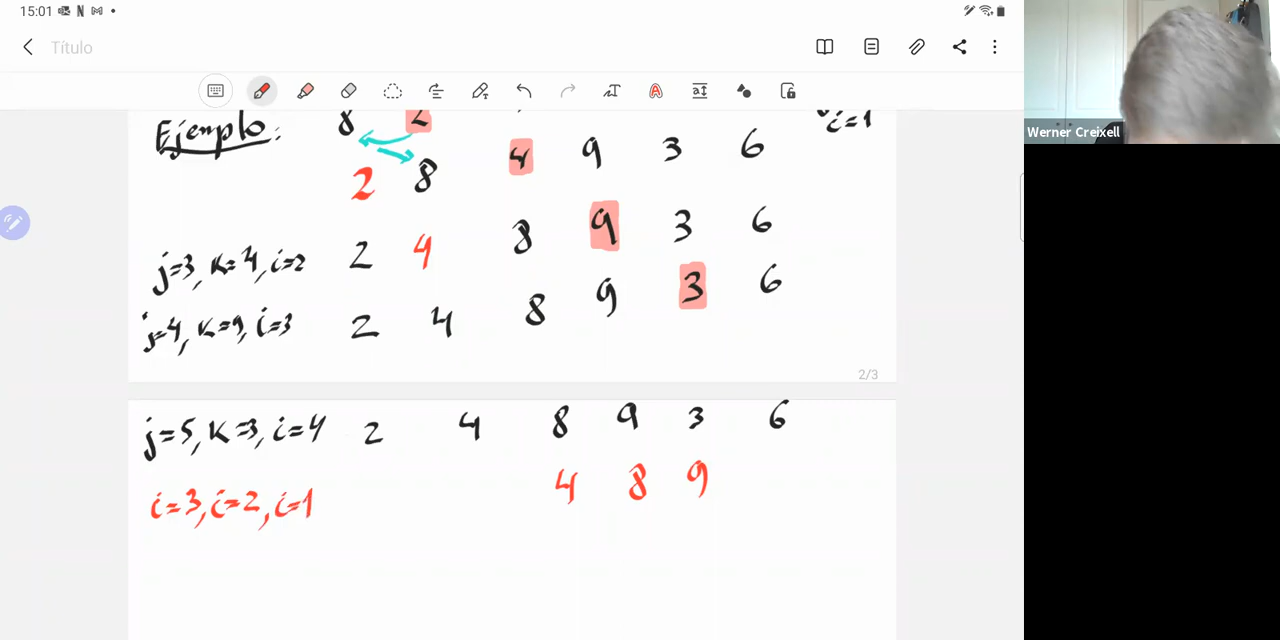 15:01
Título
Werner Creixell
Ejemplo: 8 2
i=1
4 9 3 6
2 8
j=3, k=4, i=2 2 4 8 9 3 6
j=4, k=9, i=3 2 4 8 9 3 6
2/3
j=5, k=3, i=4 2 4 8 9 3 6
i=3, i=2, i=1 4 8 9